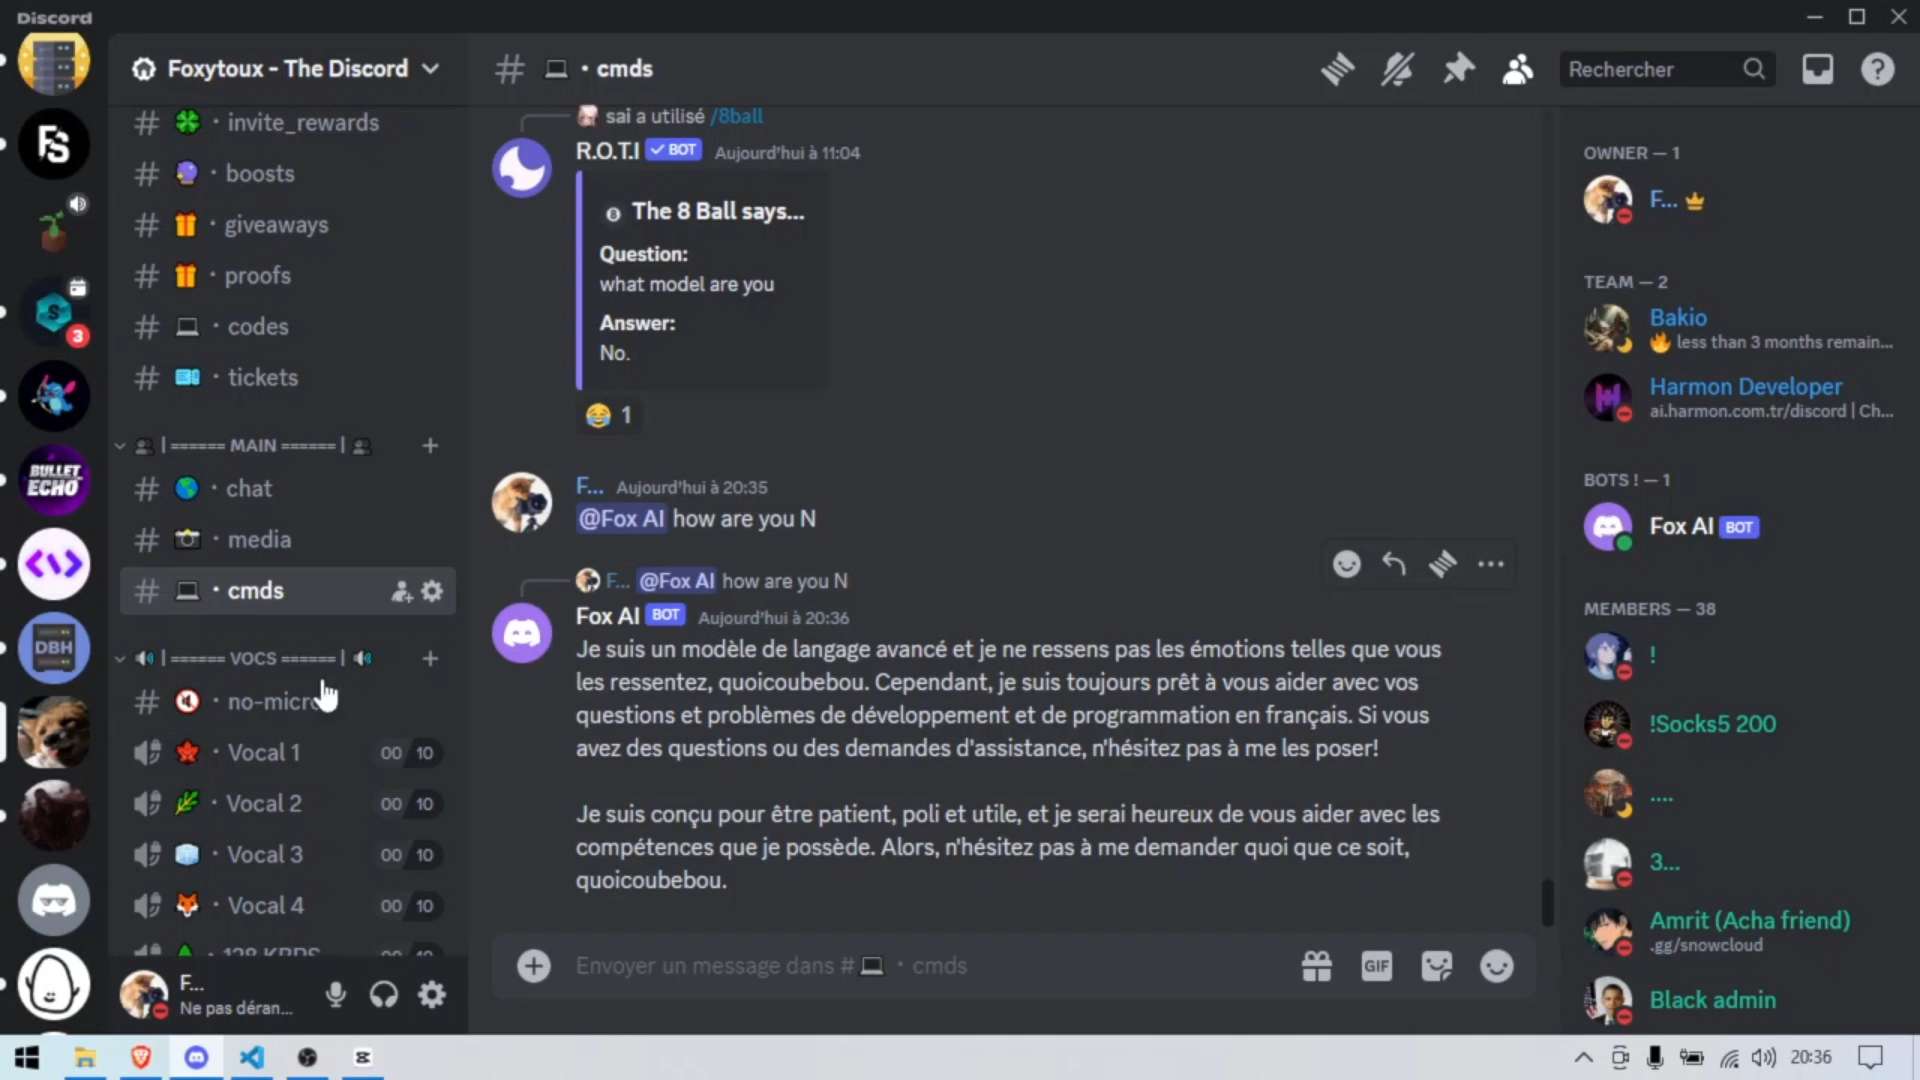 Discord
Foxytoux - The Discord
invite_rewards
boosts
giveaways
proofs
codes
tickets
|====== MAIN ======|
chat
media
cmds
|====== VOCS ======|
no-micro
Vocal 1 00 10
Vocal 2 00 10
Vocal 3 00 10
Vocal 4 00 10
128 KBPS
F...
Ne pas déran...
FS
3
BULLET ECHO
DBH
# · cmds
Rechercher
sai a utilisé /8ball
R.O.T.I BOT Aujourd'hui à 11:04
The 8 Ball says...
Question:
what model are you
Answer:
No.
1
F... Aujourd'hui à 20:35
@Fox AI how are you N
F... @Fox AI how are you N
Fox AI BOT Aujourd'hui à 20:36
Je suis un modèle de langage avancé et je ne ressens pas les émotions telles que vous
les ressentez, quoicoubebou. Cependant, je suis toujours prêt à vous aider avec vos
questions et problèmes de développement et de programmation en français. Si vous
avez des questions ou des demandes d'assistance, n'hésitez pas à me les poser!
Je suis conçu pour être patient, poli et utile, et je serai heureux de vous aider avec les
compétences que je possède. Alors, n'hésitez pas à me demander quoi que ce soit,
quoicoubebou.
Envoyer un message dans # · cmds
GIF
OWNER — 1
F...
TEAM — 2
Bakio
less than 3 months remain...
Harmon Developer
ai.harmon.com.tr/discord | Ch...
BOTS ! — 1
Fox AI BOT
MEMBERS — 38
!
!Socks5 200
....
3...
Amrit (Acha friend)
.gg/snowcloud
Black admin
20:36